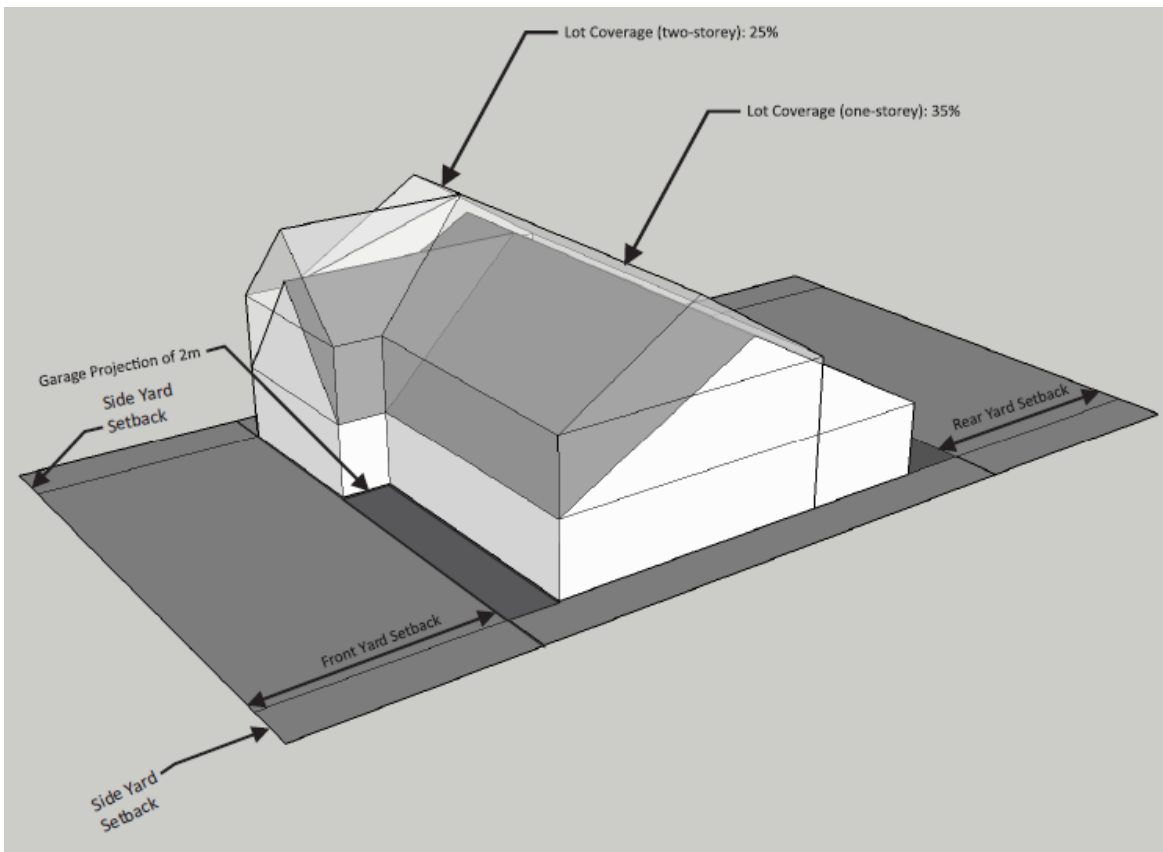 Lot Coverage (two-storey): 25%
Lot Coverage (one-storey): 35%
Garage Projection of 2m
Side Yard
Setback
Rear Yard Setback
Front Yard Setback
Side Yard
Setback